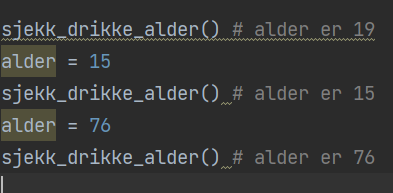 sjekk_drikke_alder() # alder er 19
alder = 15
sjekk_drikke_alder() # alder er 15
alder = 76
sjekk_drikke_alder() # alder er 76